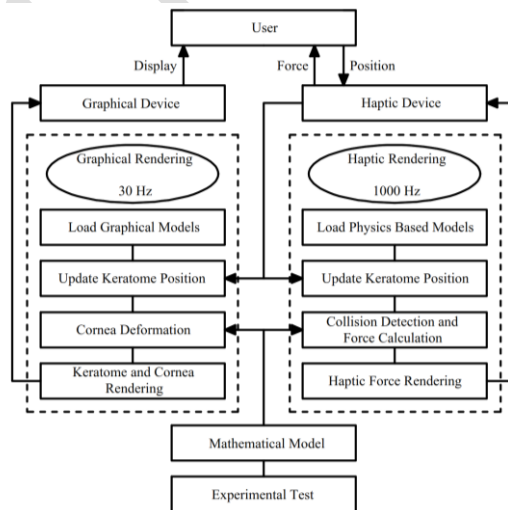 User
Display
Force
Position
Graphical Device
Haptic Device
Graphical Rendering
30 Hz
Haptic Rendering
1000 Hz
Load Graphical Models
Load Physics Based Models
Update Keratome Position
Update Keratome Position
Cornea Deformation
Collision Detection and
Force Calculation
Keratome and Cornea
Rendering
Haptic Force Rendering
Mathematical Model
Experimental Test